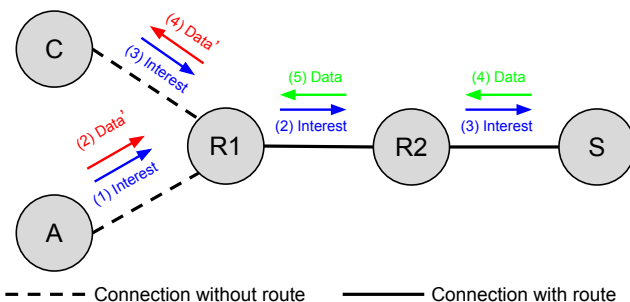 C
(4) Data'
(3) Interest
(5) Data
(4) Data
(2) Data'
(1) Interest
(2) Interest
(3) Interest
R1
R2
S
A
Connection without route
Connection with route